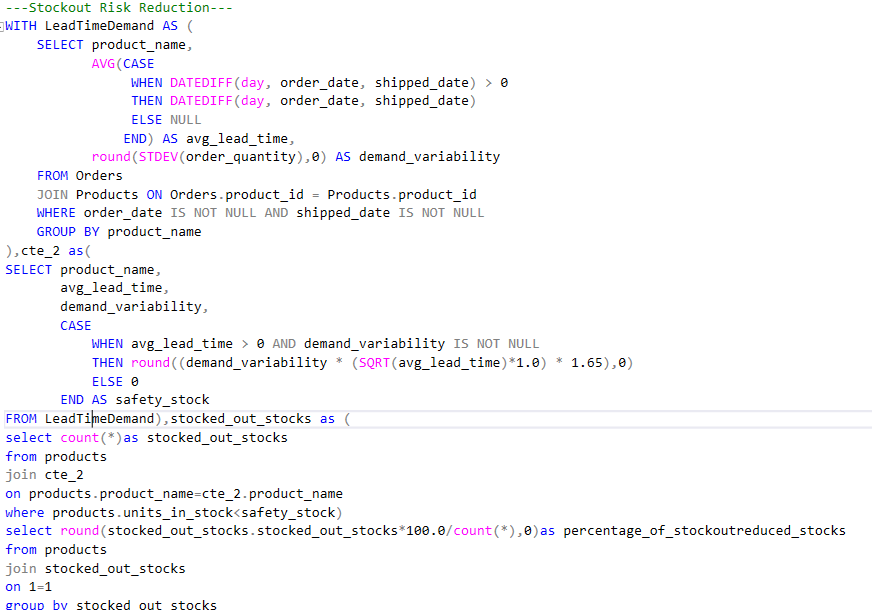 ---Stockout Risk Reduction---
WITH LeadTimeDemand AS (
    SELECT product_name,
           AVG(CASE
                WHEN DATEDIFF(day, order_date, shipped_date) > 0
                THEN DATEDIFF(day, order_date, shipped_date)
                ELSE NULL
               END) AS avg_lead_time,
           round(STDEV(order_quantity),0) AS demand_variability
    FROM Orders
    JOIN Products ON Orders.product_id = Products.product_id
    WHERE order_date IS NOT NULL AND shipped_date IS NOT NULL
    GROUP BY product_name
),cte_2 as(
SELECT product_name,
       avg_lead_time,
       demand_variability,
       CASE
           WHEN avg_lead_time > 0 AND demand_variability IS NOT NULL
           THEN round((demand_variability * (SQRT(avg_lead_time)*1.0) * 1.65),0)
           ELSE 0
       END AS safety_stock
FROM LeadTimeDemand),stocked_out_stocks as (
select count(*)as stocked_out_stocks
from products
join cte_2
on products.product_name=cte_2.product_name
where products.units_in_stock<safety_stock)
select round(stocked_out_stocks.stocked_out_stocks*100.0/count(*),0)as percentage_of_stockoutreduced_stocks
from products
join stocked_out_stocks
on 1=1
group by stocked_out_stocks